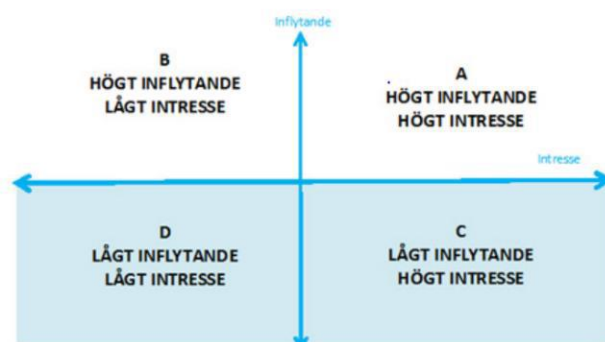 Inflytande
B
HÖGT INFLYTANDE
LÅGT INTRESSE
A
HÖGT INFLYTANDE
HÖGT INTRESSE
Intresse
D
LÅGT INFLYTANDE
LÅGT INTRESSE
C
LÅGT INFLYTANDE
HÖGT INTRESSE